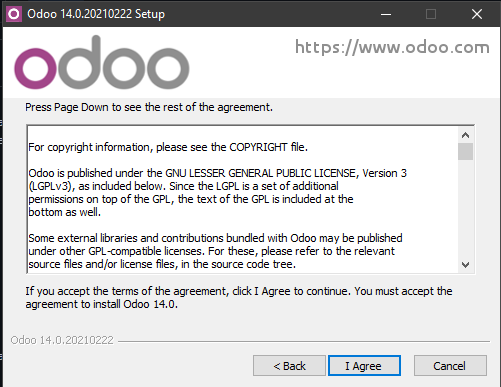 Odoo 14.0.20210222 Setup
odoo
https://www.odoo.com
Press Page Down to see the rest of the agreement.
For copyright information, please see the COPYRIGHT file.
Odoo is published under the GNU LESSER GENERAL PUBLIC LICENSE, Version 3
(LGPLv3), as included below. Since the LGPL is a set of additional
permissions on top of the GPL, the text of the GPL is included at the
bottom as well.
Some external libraries and contributions bundled with Odoo may be published
under other GPL-compatible licenses. For these, please refer to the relevant
source files and/or license files, in the source code tree.
If you accept the terms of the agreement, click I Agree to continue. You must accept the
agreement to install Odoo 14.0.
Odoo 14.0.20210222
< Back
I Agree
Cancel